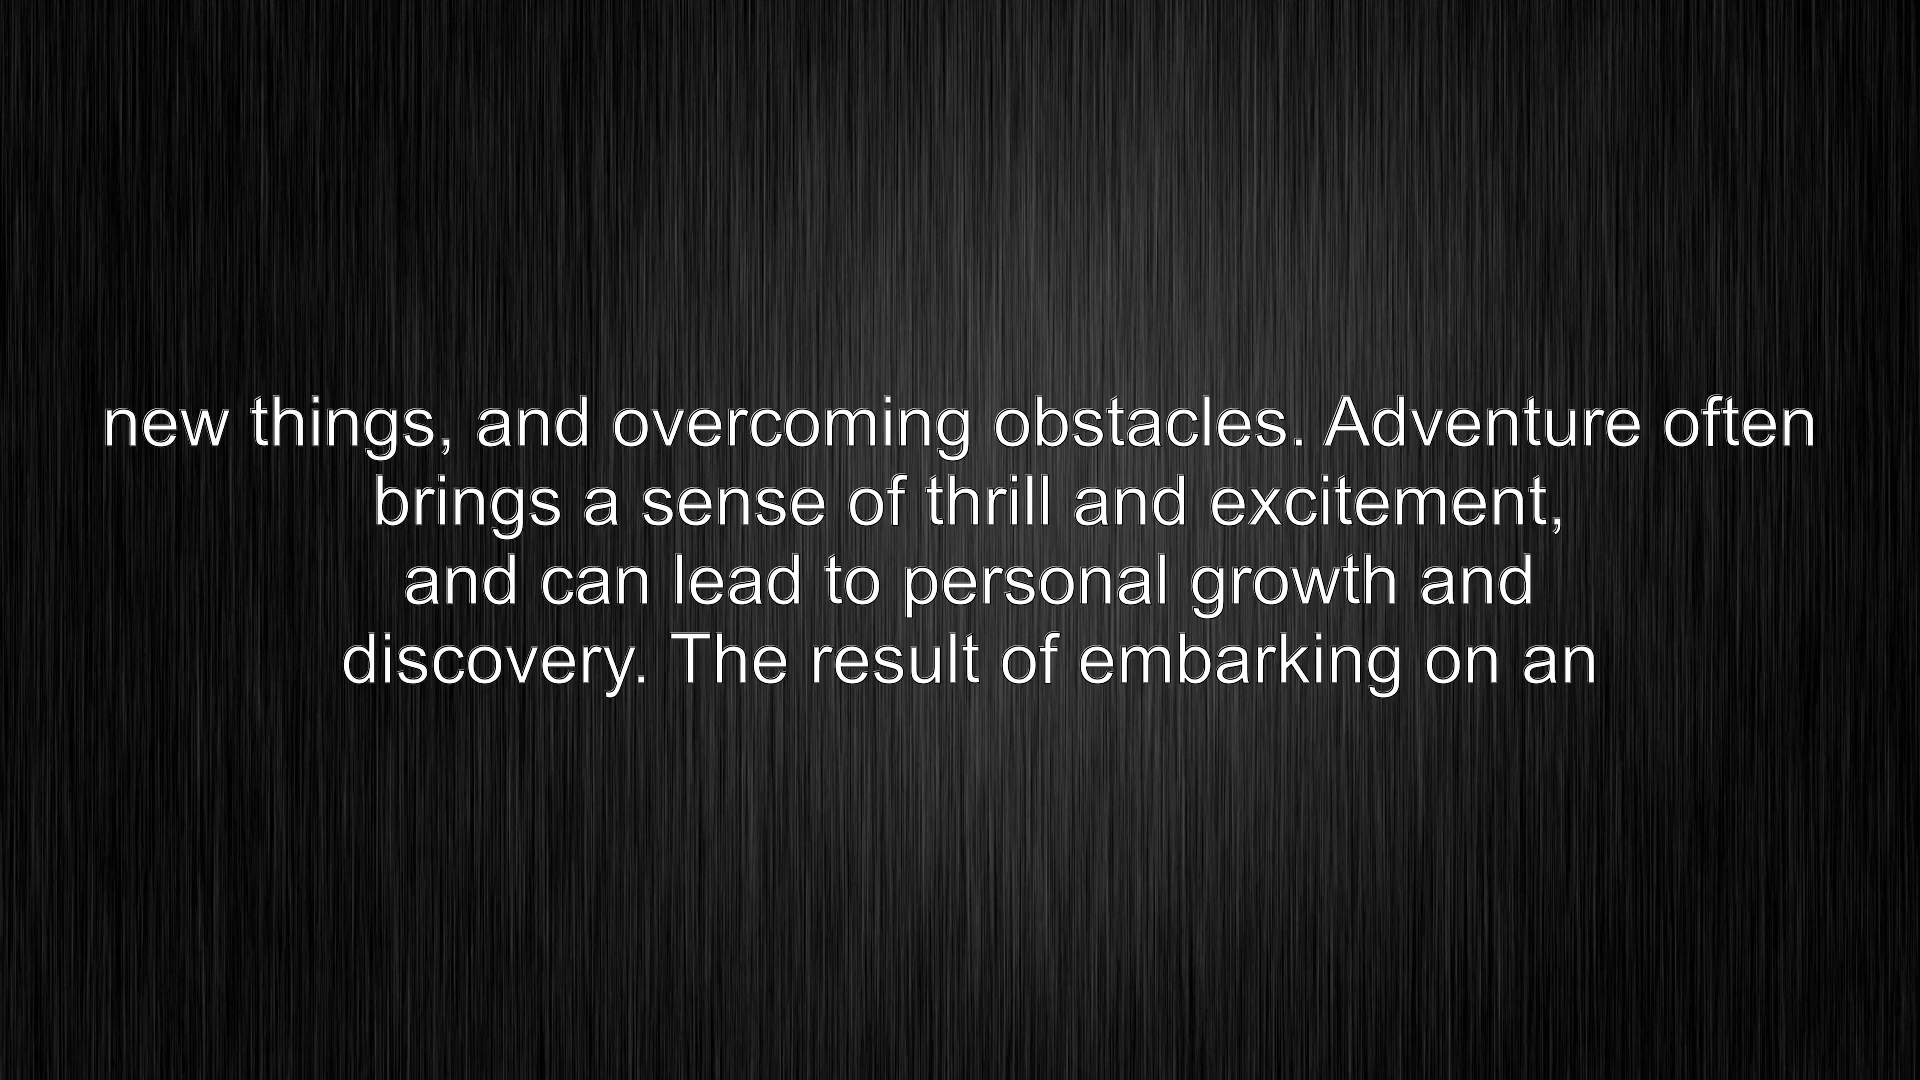 new things, and overcoming obstacles. Adventure often
brings a sense of thrill and excitement,
and can lead to personal growth and
discovery. The result of embarking on an